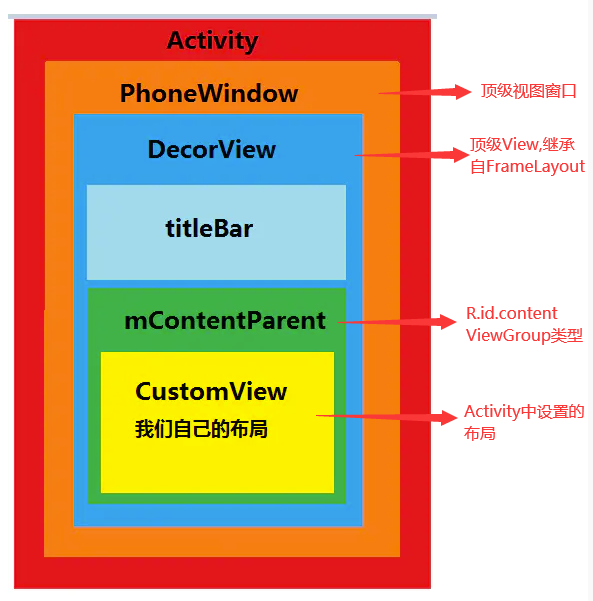 Activity
PhoneWindow
顶级视图窗口
DecorView
顶级View,继承
自FrameLayout
titleBar
mContentParent
R.id.content
ViewGroup类型
CustomView
我们自己的布局
Activity中设置的
布局